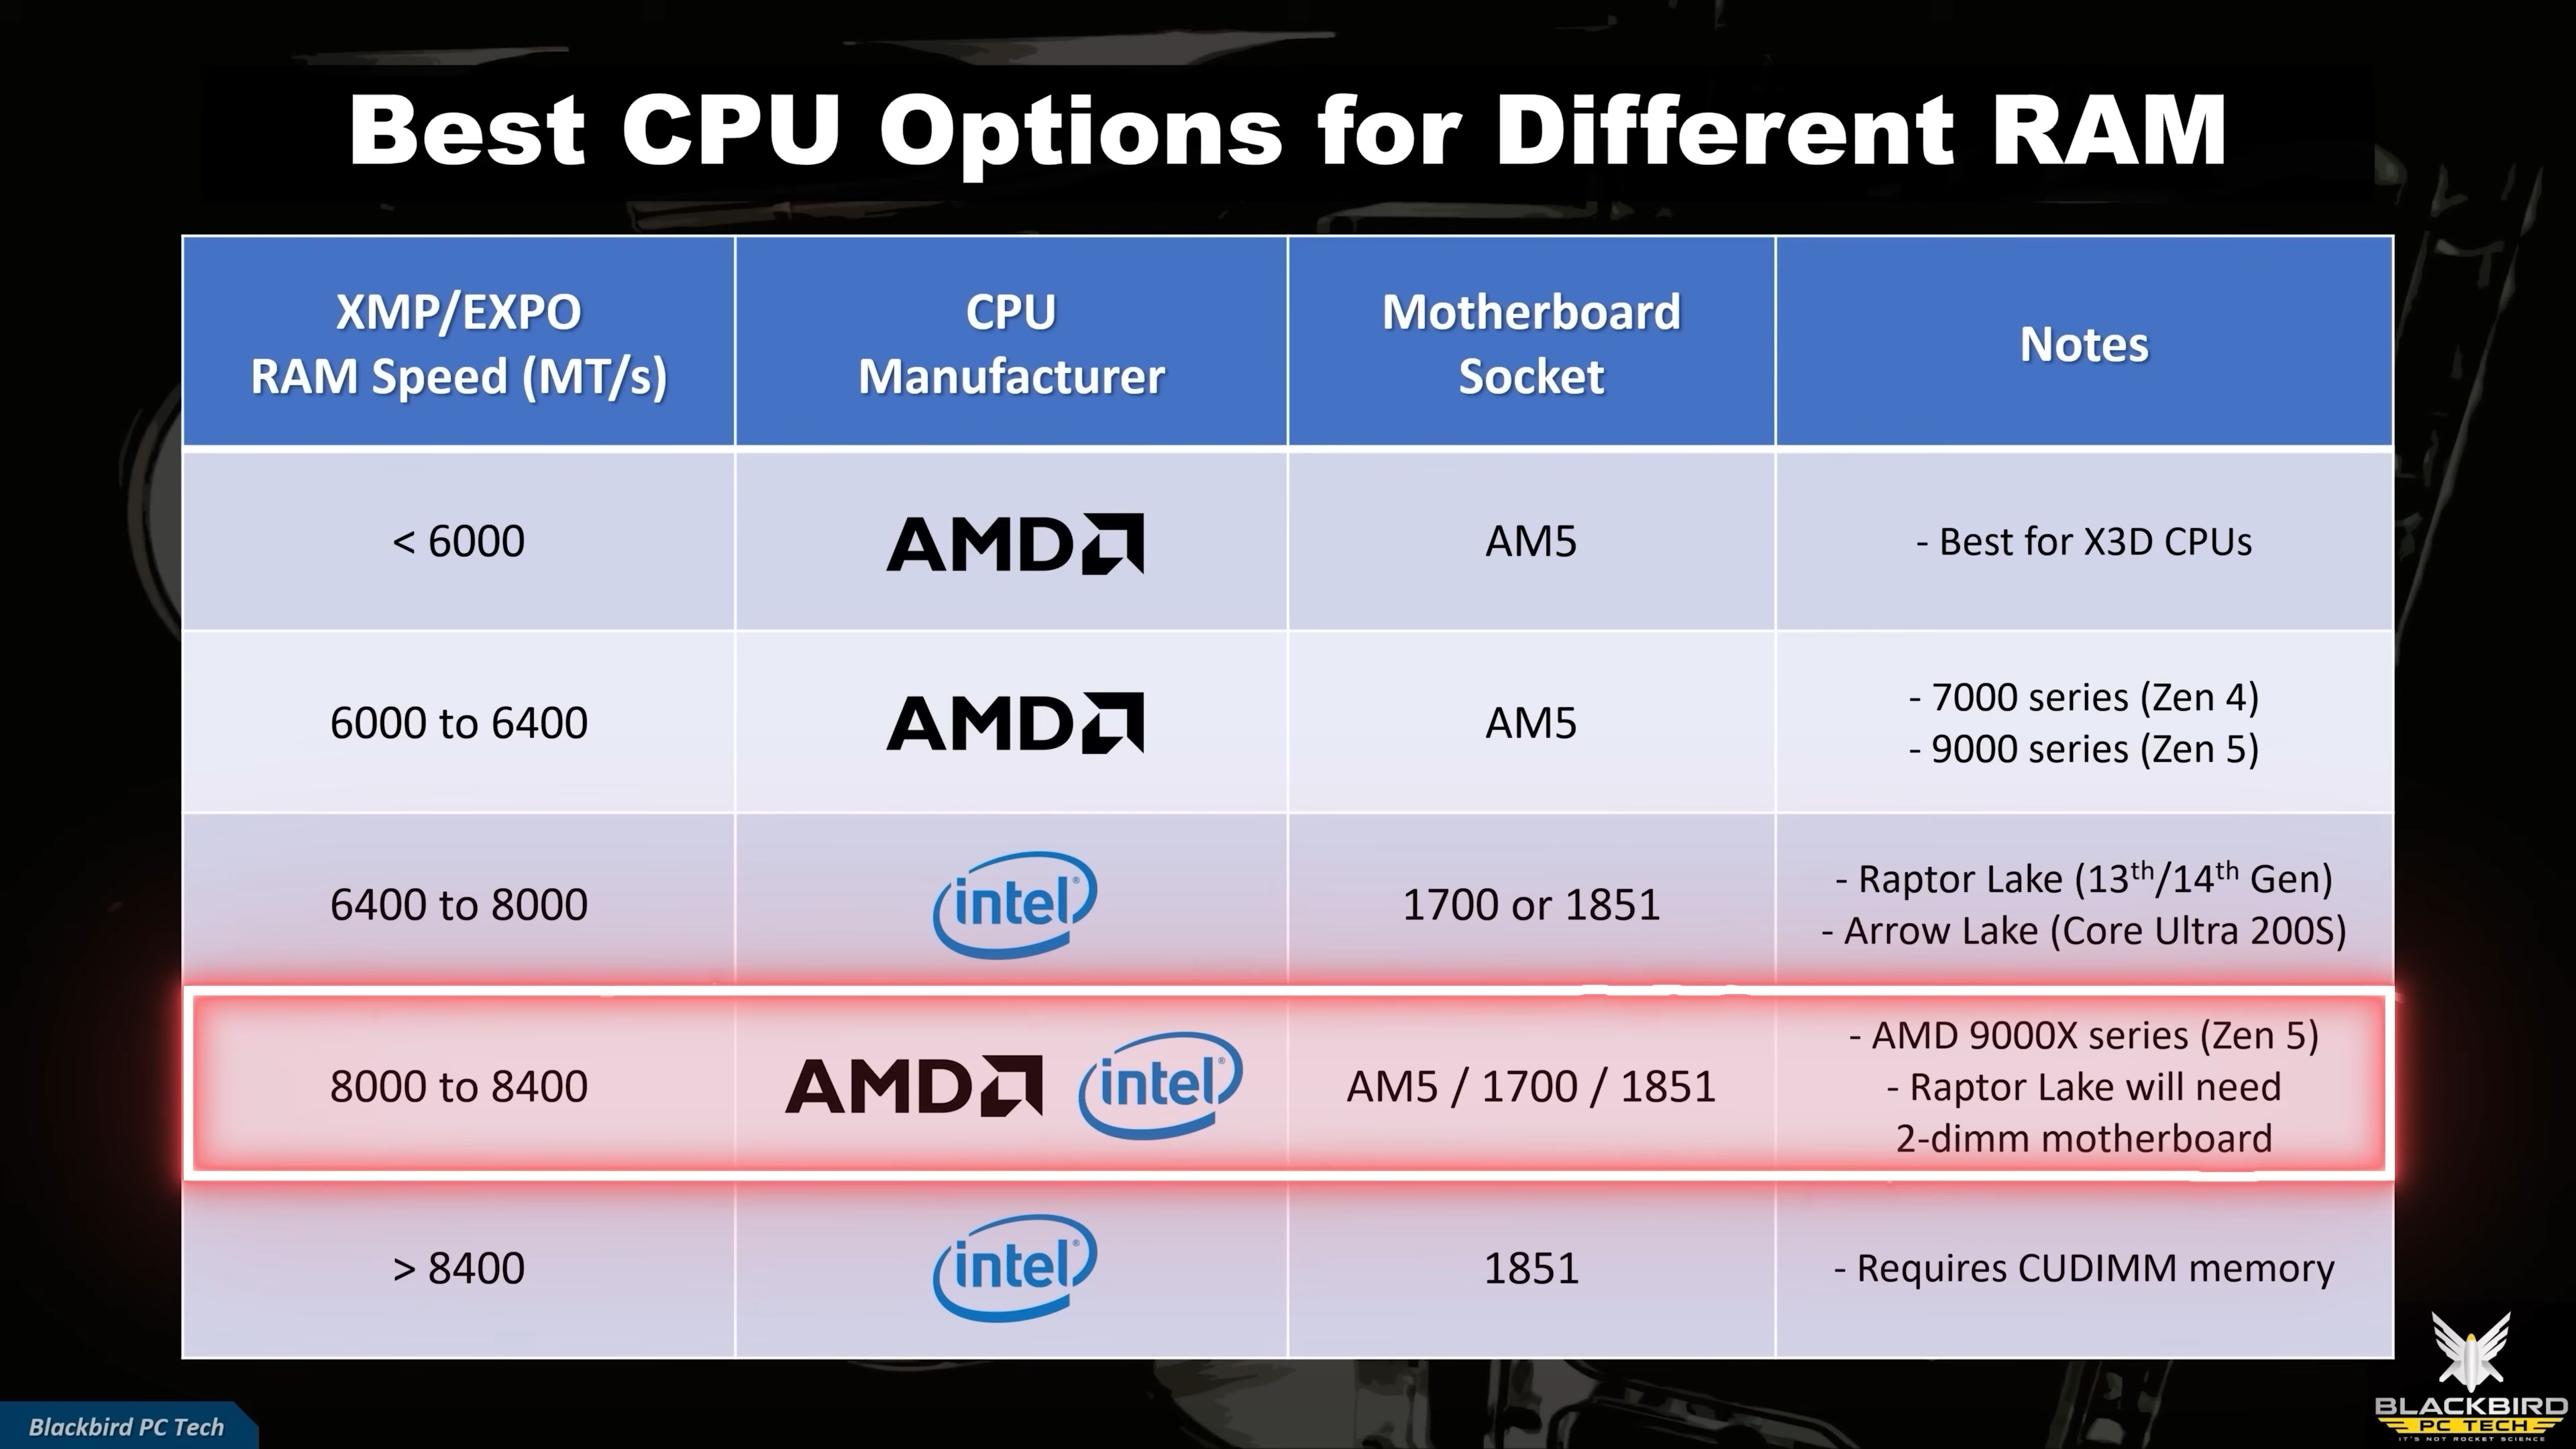 Best CPU Options for Different RAM
XMP/EXPO
RAM Speed (MT/s)
CPU
Manufacturer
Motherboard
Socket
Notes
< 6000
AMD
AM5
- Best for X3D CPUs
6000 to 6400
AMD
AM5
- 7000 series (Zen 4)
- 9000 series (Zen 5)
6400 to 8000
intel®
1700 or 1851
- Raptor Lake (13th/14th Gen)
- Arrow Lake (Core Ultra 200S)
8000 to 8400
AMD intel®
AM5 / 1700 / 1851
- AMD 9000X series (Zen 5)
- Raptor Lake will need
2-dimm motherboard
> 8400
intel®
1851
- Requires CUDIMM memory
Blackbird PC Tech
BLACKBIRD
PC TECH
IT'S NOT ROCKET SCIENCE